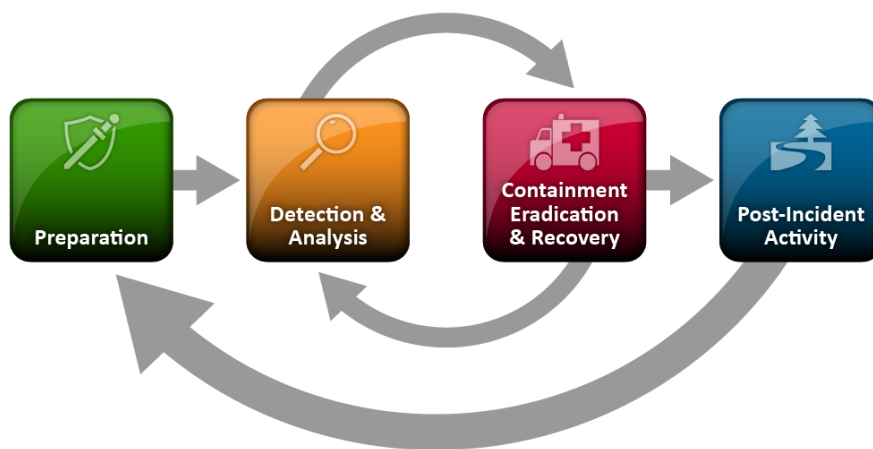 Preparation
Detection &
Analysis
Containment
Eradication
& Recovery
Post-Incident
Activity